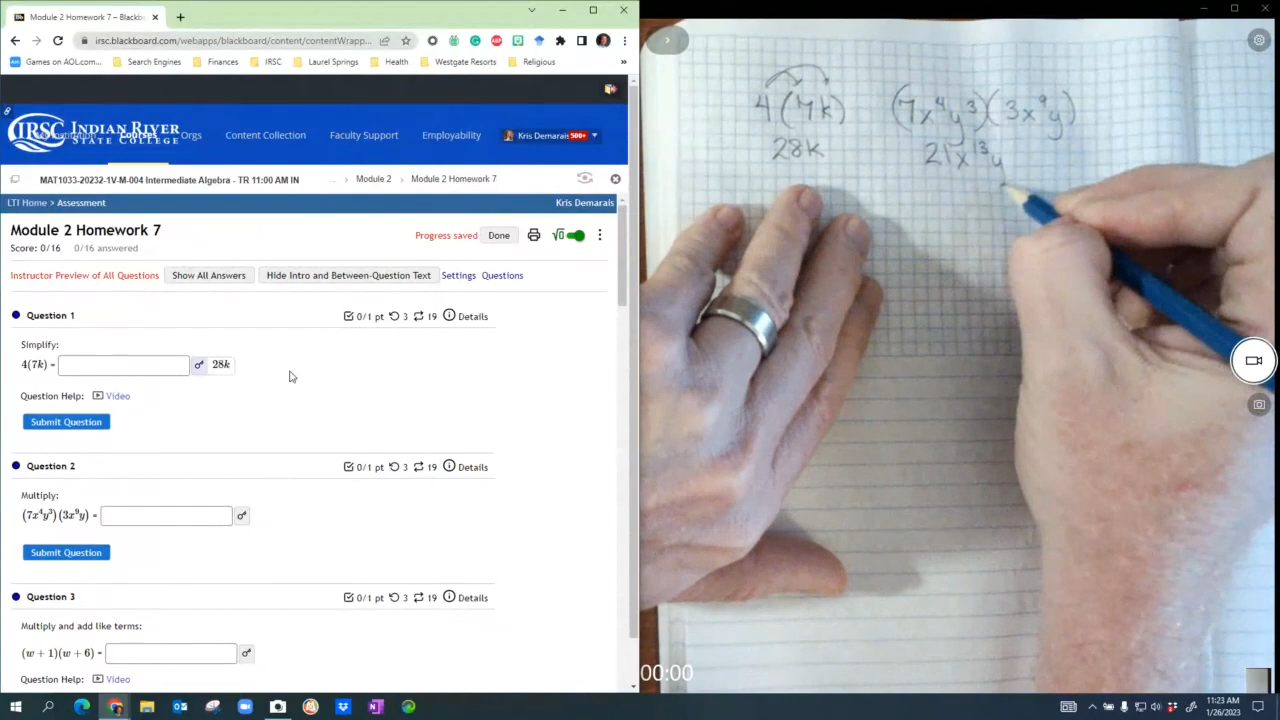 Module 2 Homework 7 – Blackb
irsc.blackboard.com/webapps/blackboard/content/contentWrapp...
Games on AOL.com... Search Engines Finances IRSC Laurel Springs Health Westgate Resorts Religious
IRSC INDIAN RIVER STATE COLLEGE
Courses Orgs Content Collection Faculty Support Employability Kris Demarais 500+
MAT1033-20232-1V-M-004 Intermediate Algebra - TR 11:00 AM IN ... Module 2 Module 2 Homework 7
LTI Home > Assessment Kris Demarais
Module 2 Homework 7
Score: 0/16 0/16 answered
Progress saved Done √0
Instructor Preview of All Questions Show All Answers Hide Intro and Between-Question Text Settings Questions
Question 1 0/1 pt 3 19 Details
Simplify:
4(7k) = 28k
Question Help: Video
Submit Question
Question 2 0/1 pt 3 19 Details
Multiply:
(7x⁴y³)(3x⁹y) =
Submit Question
Question 3 0/1 pt 3 19 Details
Multiply and add like terms:
(w + 1)(w + 6) =
Question Help: Video
4(7k) (7x⁴y³)(3x⁹y)
28k 21x¹³y
00:00
11:23 AM
1/26/2023